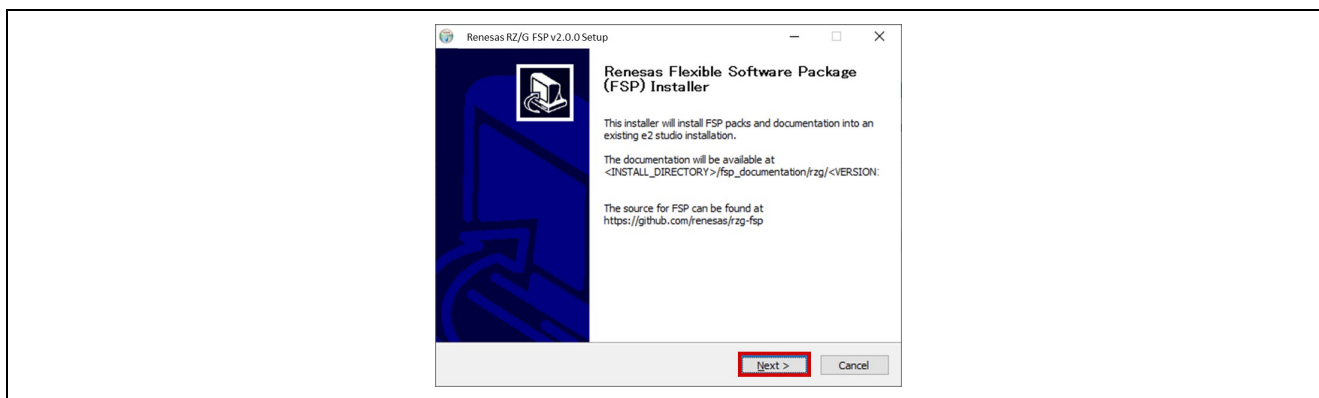 Renesas RZ/G FSP v2.0.0 Setup
Renesas Flexible Software Package
(FSP) Installer
This installer will install FSP packs and documentation into an
existing e2 studio installation.
The documentation will be available at
<INSTALL_DIRECTORY>/fsp_documentation/rzg/<VERSION:
The source for FSP can be found at
https://github.com/renesas/rzg-fsp
Next >
Cancel